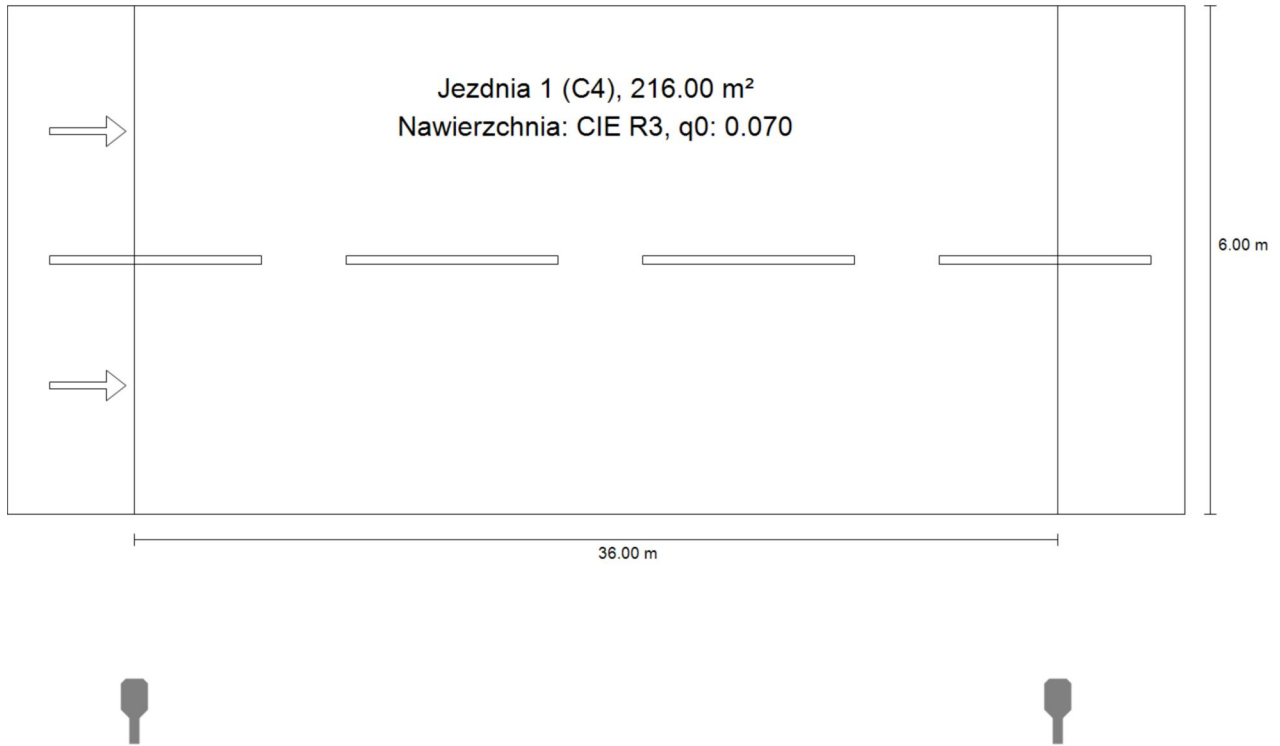 Jezdnia 1 (C4), 216.00 m²
Nawierzchnia: CIE R3, q0: 0.070
6.00 m
36.00 m